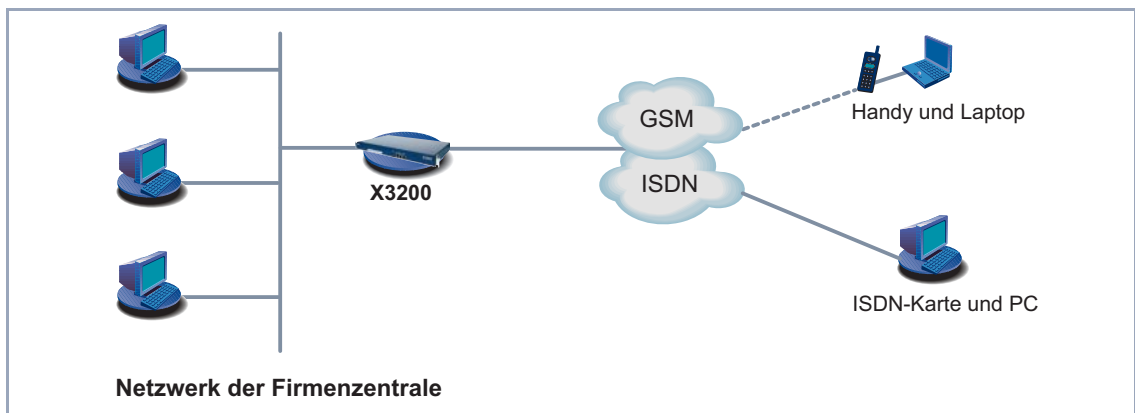 GSM
Handy und Laptop
ISDN
X3200
ISDN-Karte und PC
Netzwerk der Firmenzentrale